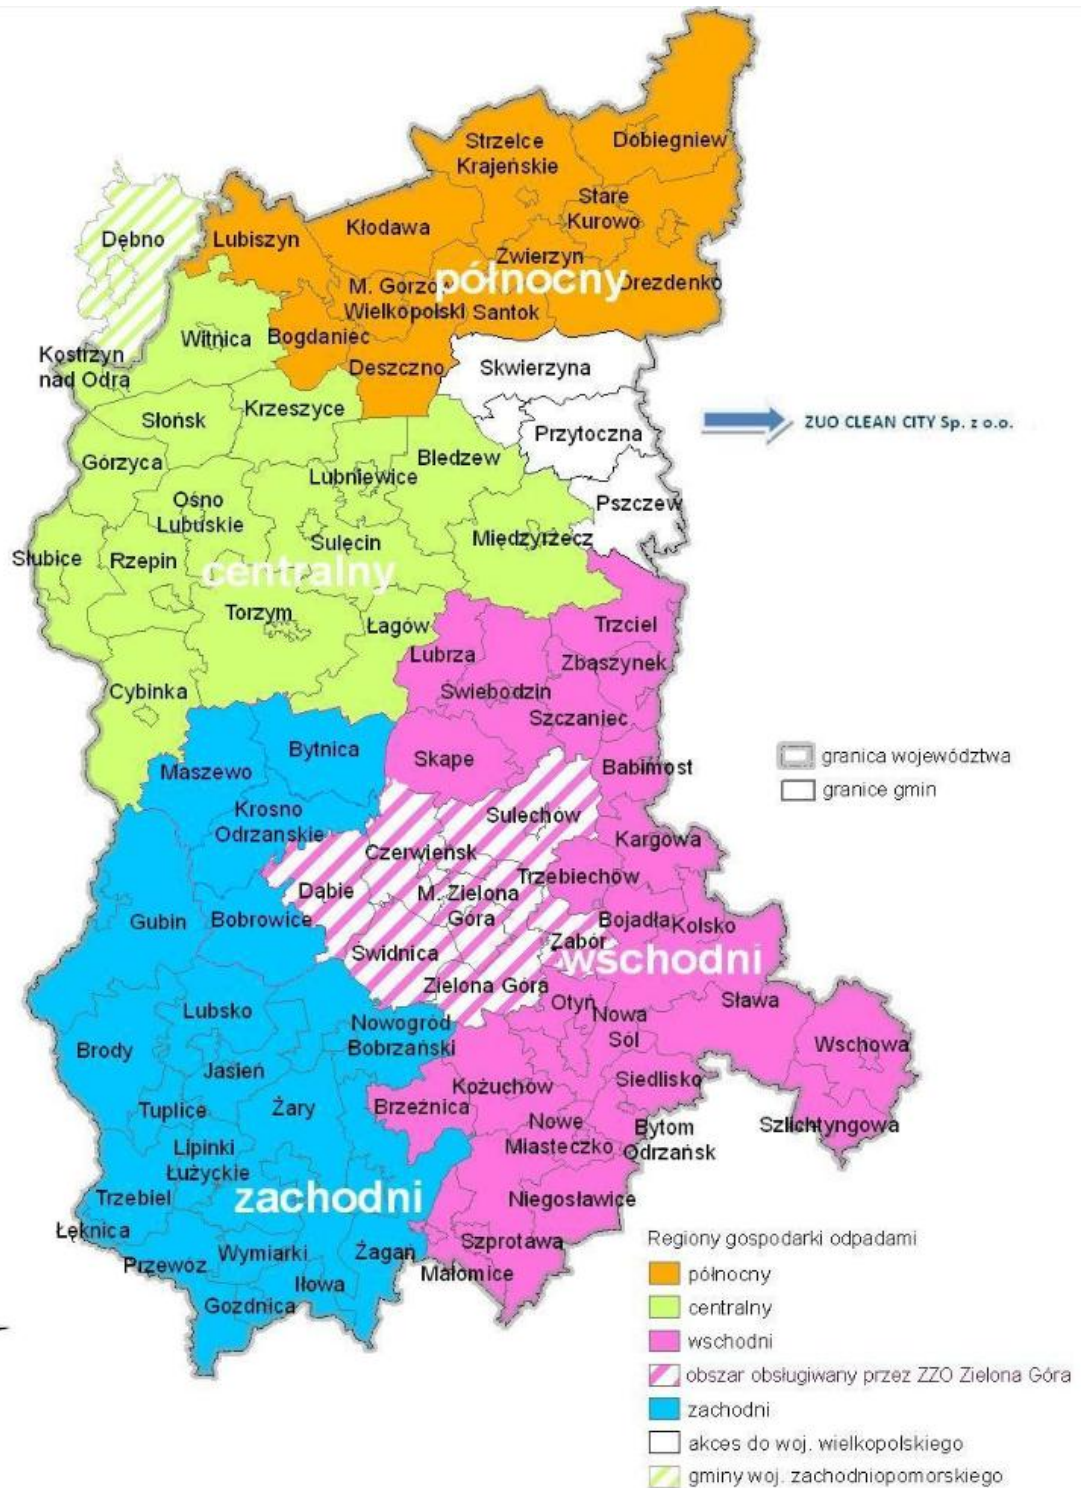 Dobiegniew
Strzelce
Krajeńskie
Stare
Kurowo
Dębno
Lubiszyn
Kłodawa
Zwierzyn
północny
Drezdenko
M. Gorzów
Wielkopolski
Santok
Witnica
Bogdaniec
Kostrzyn
nad Odrą
Deszczno
Skwierzyna
Słońsk
Krzeszyce
Przytoczna
ZUO CLEAN CITY Sp. z o.o.
Górzyca
Lubniewice
Bledzew
Ośno
Lubuskie
Pszczew
Słubice
Rzepin
Sulecin
Miedzyrzecz
centralny
Torzym
Łagów
Trzciel
Lubrza
Zbąszynek
Cybinka
Świebodzin
Szczaniec
Maszewo
Bytnica
Skąpe
Babimost
granica województwa
granice gmin
Krosno
Odrzanskie
Sulechów
Kargowa
Czerwieńsk
Trzebiechów
Dąbie
M. Zielona
Góra
Gubin
Bobrowice
Bojadła
Kolsko
Świdnica
Zabór
wschodni
Zielona Góra
Lubsko
Otyń
Nowa
Sól
Sława
Nowogród
Bobrzański
Brody
Wschowa
Jasień
Kożuchów
Siedlisko
Tuplice
Żary
Brzeźnica
Nowe
Miasteczko
Bytom
Odrzańsk
Szlichtyngowa
Lipinki
Łużyckie
Trzebiel
zachodni
Niegosławice
Łęknica
Przewóz
Wymiarki
Żagań
Szprotawa
Małomice
Iłowa
Gozdnica
Regiony gospodarki odpadami
północny
centralny
wschodni
obszar obsługiwany przez ZZO Zielona Góra
zachodni
akces do woj. wielkopolskiego
gminy woj. zachodniopomorskiego